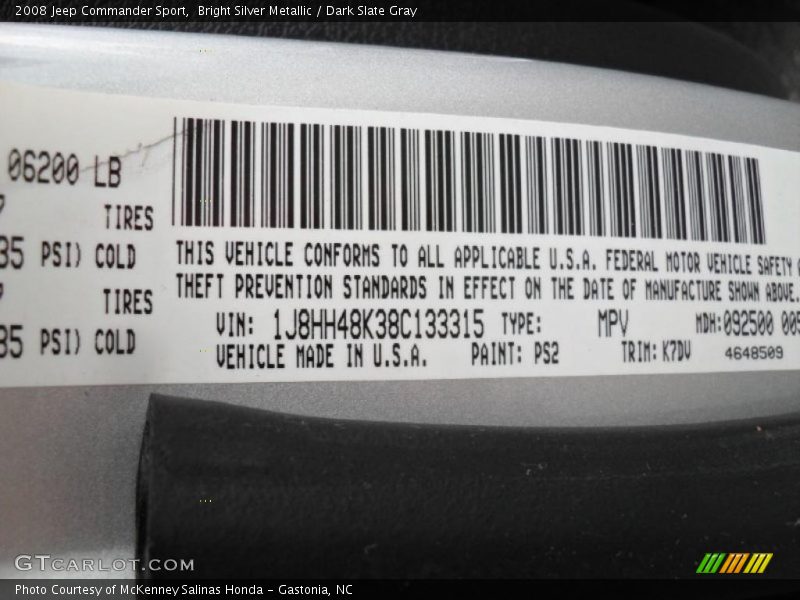 2008 Jeep Commander Sport,  Bright Silver Metallic / Dark Slate Gray
06200 LB
TIRES
35 PSI) COLD
TIRES
35 PSI) COLD
THIS VEHICLE CONFORMS TO ALL APPLICABLE U.S.A. FEDERAL MOTOR VEHICLE SAFETY
THEFT PREVENTION STANDARDS IN EFFECT ON THE DATE OF MANUFACTURE SHOWN ABOVE.
VIN: 1J8HH48K38C133315 TYPE: MPV MDH:092500 005
VEHICLE MADE IN U.S.A. PAINT: PS2 TRIM: K7DV 4648509
GTCARLOT.COM
Photo Courtesy of McKenney Salinas Honda - Gastonia, NC